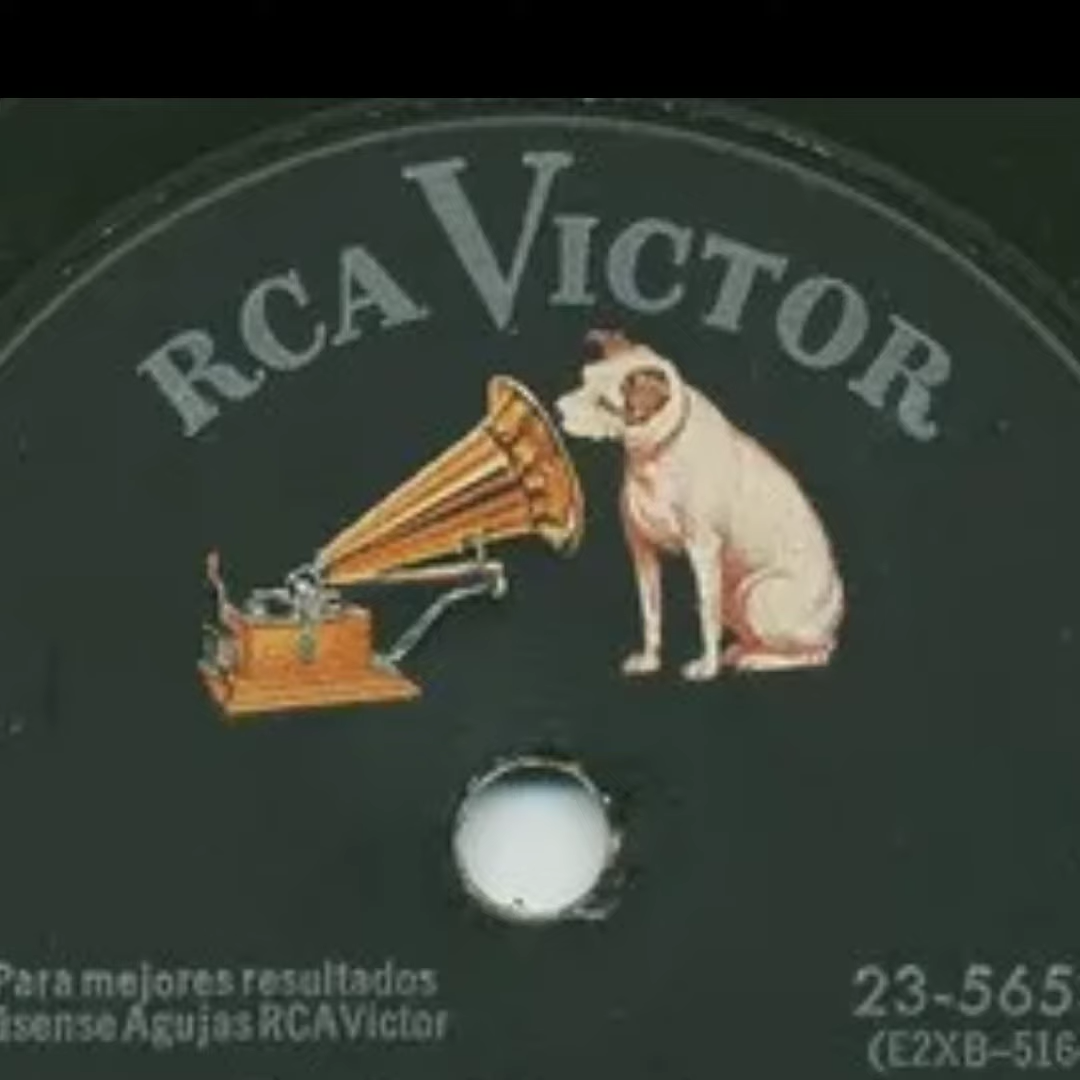 RCA VICTOR
Para mejores resultados
úsense Agujas RCA Victor
23-565
(E2XB-516